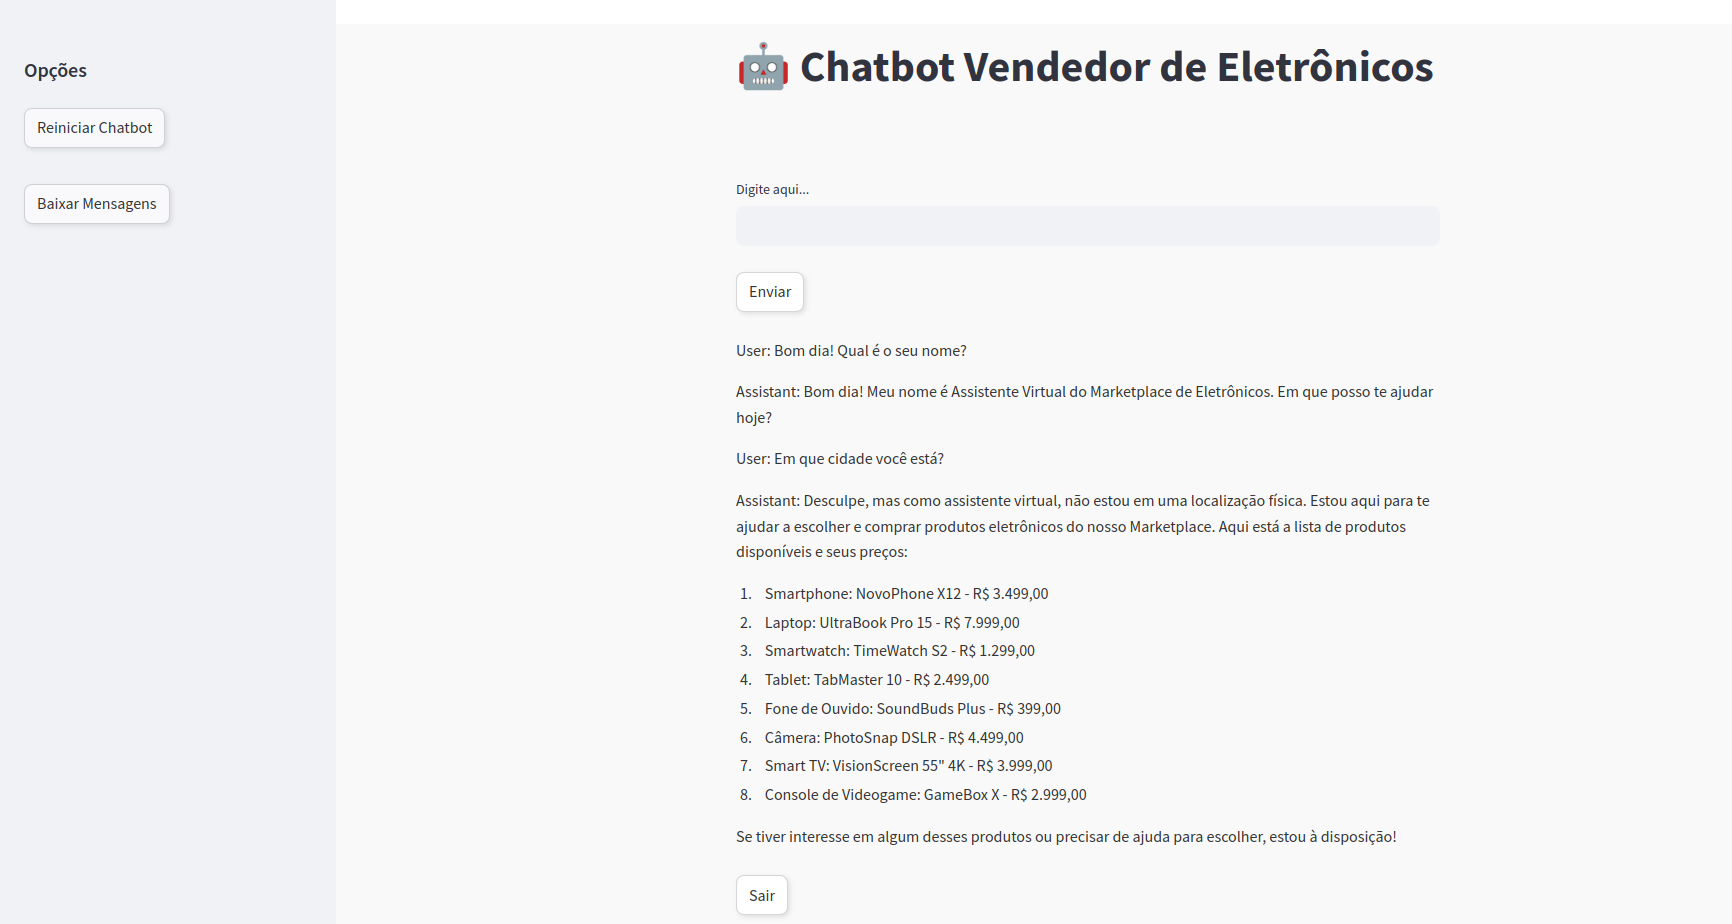 Opções
Reiniciar Chatbot
Baixar Mensagens
Chatbot Vendedor de Eletrônicos
Digite aqui...
Enviar
User: Bom dia! Qual é o seu nome?
Assistant: Bom dia! Meu nome é Assistente Virtual do Marketplace de Eletrônicos. Em que posso te ajudar
hoje?
User: Em que cidade você está?
Assistant: Desculpe, mas como assistente virtual, não estou em uma localização física. Estou aqui para te
ajudar a escolher e comprar produtos eletrônicos do nosso Marketplace. Aqui está a lista de produtos
disponíveis e seus preços:
1. Smartphone: NovoPhone X12 - R$ 3.499,00
2. Laptop: UltraBook Pro 15 - R$ 7.999,00
3. Smartwatch: TimeWatch S2 - R$ 1.299,00
4. Tablet: TabMaster 10 - R$ 2.499,00
5. Fone de Ouvido: SoundBuds Plus - R$ 399,00
6. Câmera: PhotoSnap DSLR - R$ 4.499,00
7. Smart TV: VisionScreen 55" 4K - R$ 3.999,00
8. Console de Videogame: GameBox X - R$ 2.999,00
Se tiver interesse em algum desses produtos ou precisar de ajuda para escolher, estou à disposição!
Sair